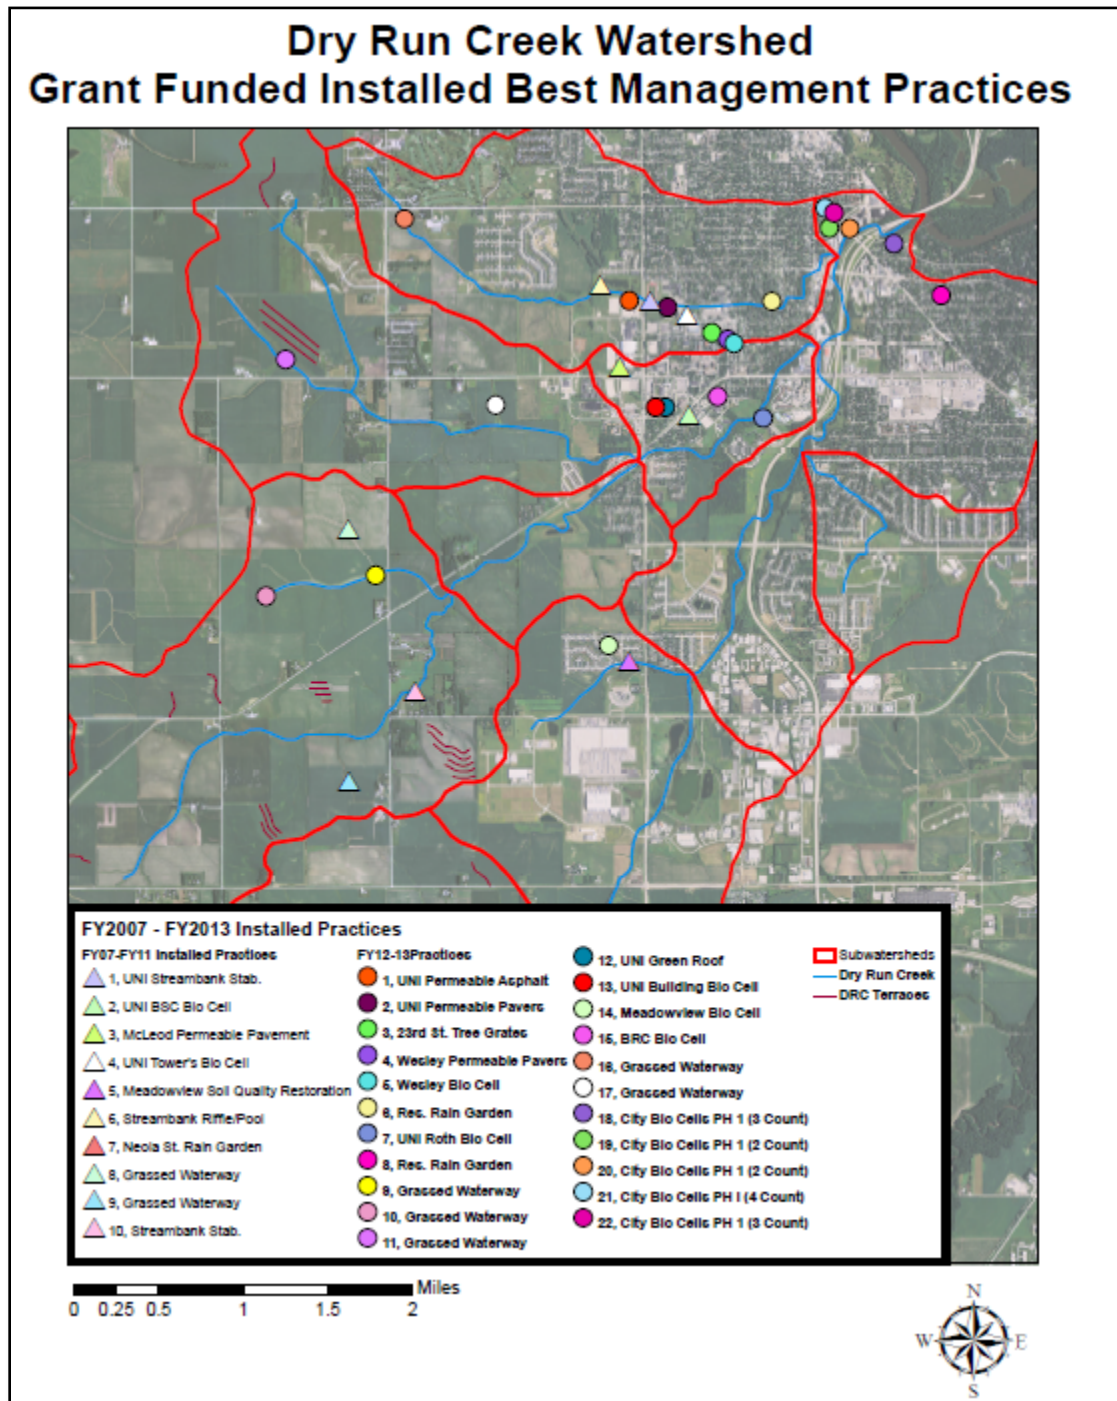 Dry Run Creek Watershed
Grant Funded Installed Best Management Practices
FY2007 - FY2013 Installed Practices
FY07-FY11 Installed Practices
1, UNI Streambank Stab.
2, UNI BSC Bio Cell
3, McLeod Permeable Pavement
4, UNI Tower's Bio Cell
5, Meadowview Soil Quality Restoration
6, Streambank Riffle/Pool
7, Neola St. Rain Garden
8, Grassed Waterway
9, Grassed Waterway
10, Streambank Stab.
FY12-13Practices
1, UNI Permeable Asphalt
2, UNI Permeable Pavers
3, 23rd St. Tree Grates
4, Wesley Permeable Pavers
5, Wesley Bio Cell
6, Res. Rain Garden
7, UNI Roth Bio Cell
8, Res. Rain Garden
9, Grassed Waterway
10, Grassed Waterway
11, Grassed Waterway
12, UNI Green Roof
13, UNI Building Bio Cell
14, Meadowview Bio Cell
15, BRC Bio Cell
16, Grassed Waterway
17, Grassed Waterway
18, City Bio Cells PH 1 (3 Count)
19, City Bio Cells PH 1 (2 Count)
20, City Bio Cells PH 1 (2 Count)
21, City Bio Cells PH I (4 Count)
22, City Bio Cells PH 1 (3 Count)
Subwatersheds
Dry Run Creek
DRC Terraces
Miles
0 0.25 0.5 1 1.5 2
N
W E
S